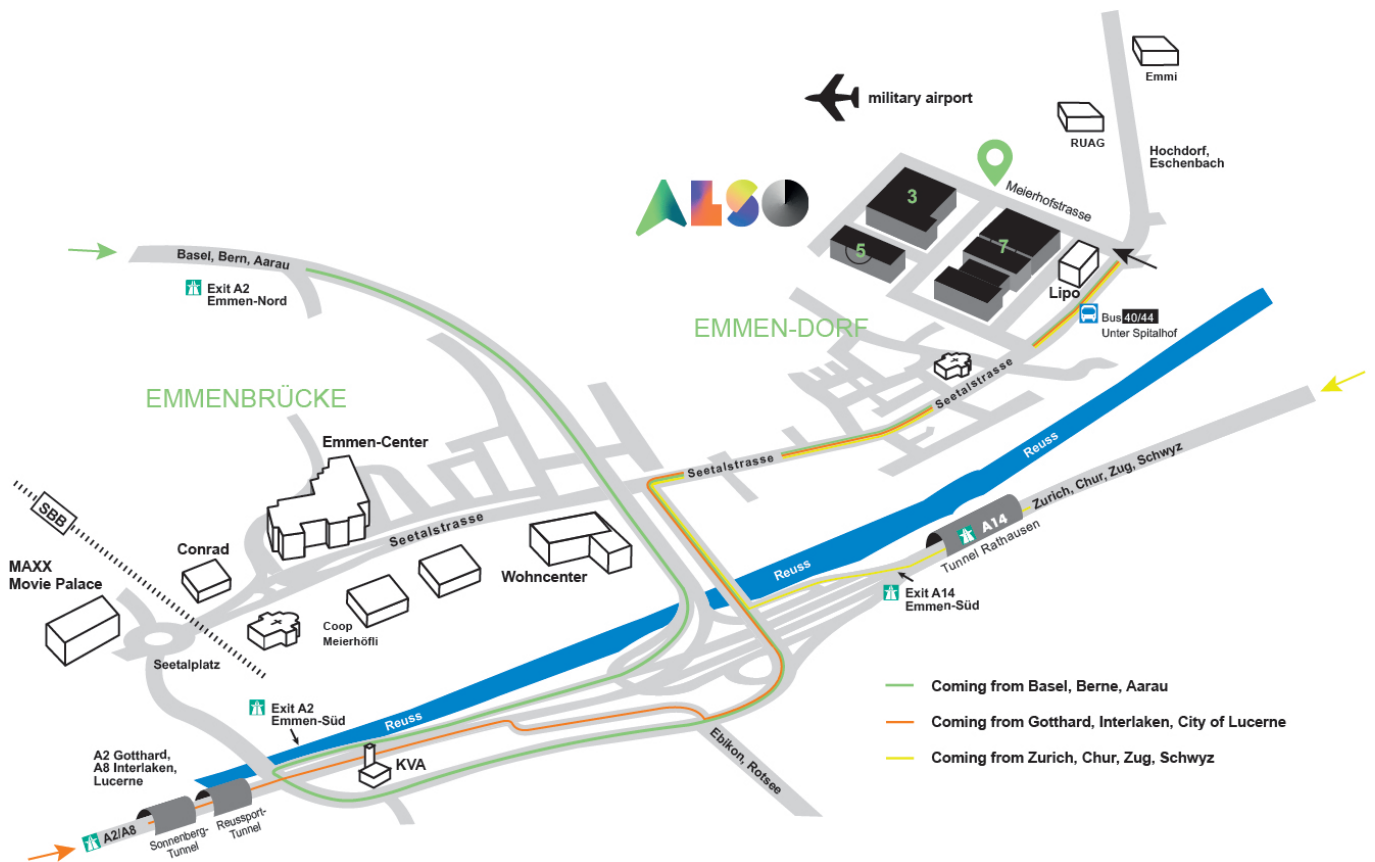 Emmi
military airport
RUAG
Hochdorf,
Eschenbach
ALSO
3
Meierhofstrasse
5
7
Basel, Bern, Aarau
Exit A2
Emmen-Nord
Lipo
EMMEN-DORF
Bus 40/44
Unter Spitalhof
EMMENBRÜCKE
Seetalstrasse
Emmen-Center
Reuss
Seetalstrasse
Zurich, Chur, Zug, Schwyz
SBB
Seetalstrasse
A14
Tunnel Rathausen
Conrad
MAXX
Movie Palace
Wohncenter
Reuss
Exit A14
Emmen-Süd
Coop
Meierhöfli
Seetalplatz
Coming from Basel, Berne, Aarau
Exit A2
Emmen-Süd
Reuss
Coming from Gotthard, Interlaken, City of Lucerne
A2 Gotthard,
A8 Interlaken,
Lucerne
KVA
Ebikon, Rotsee
Coming from Zurich, Chur, Zug, Schwyz
A2/A8
Sonnenberg-
Tunnel
Reussport-
Tunnel